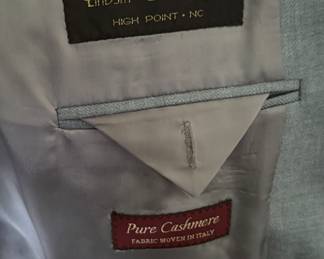 HIGH POINT • NC
Pure Cashmere
FABRIC WOVEN IN ITALY